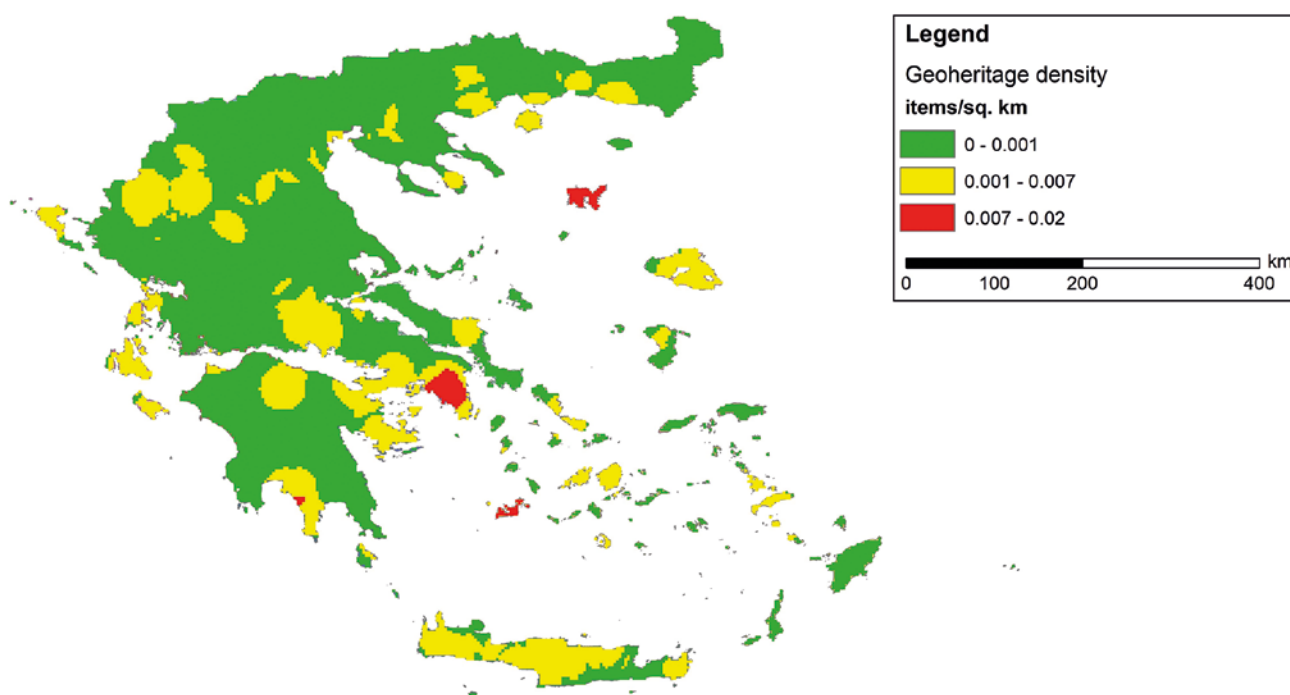 Legend
Geoheritage density
items/sq. km
0 - 0.001
0.001 - 0.007
0.007 - 0.02
km
0 100 200 400